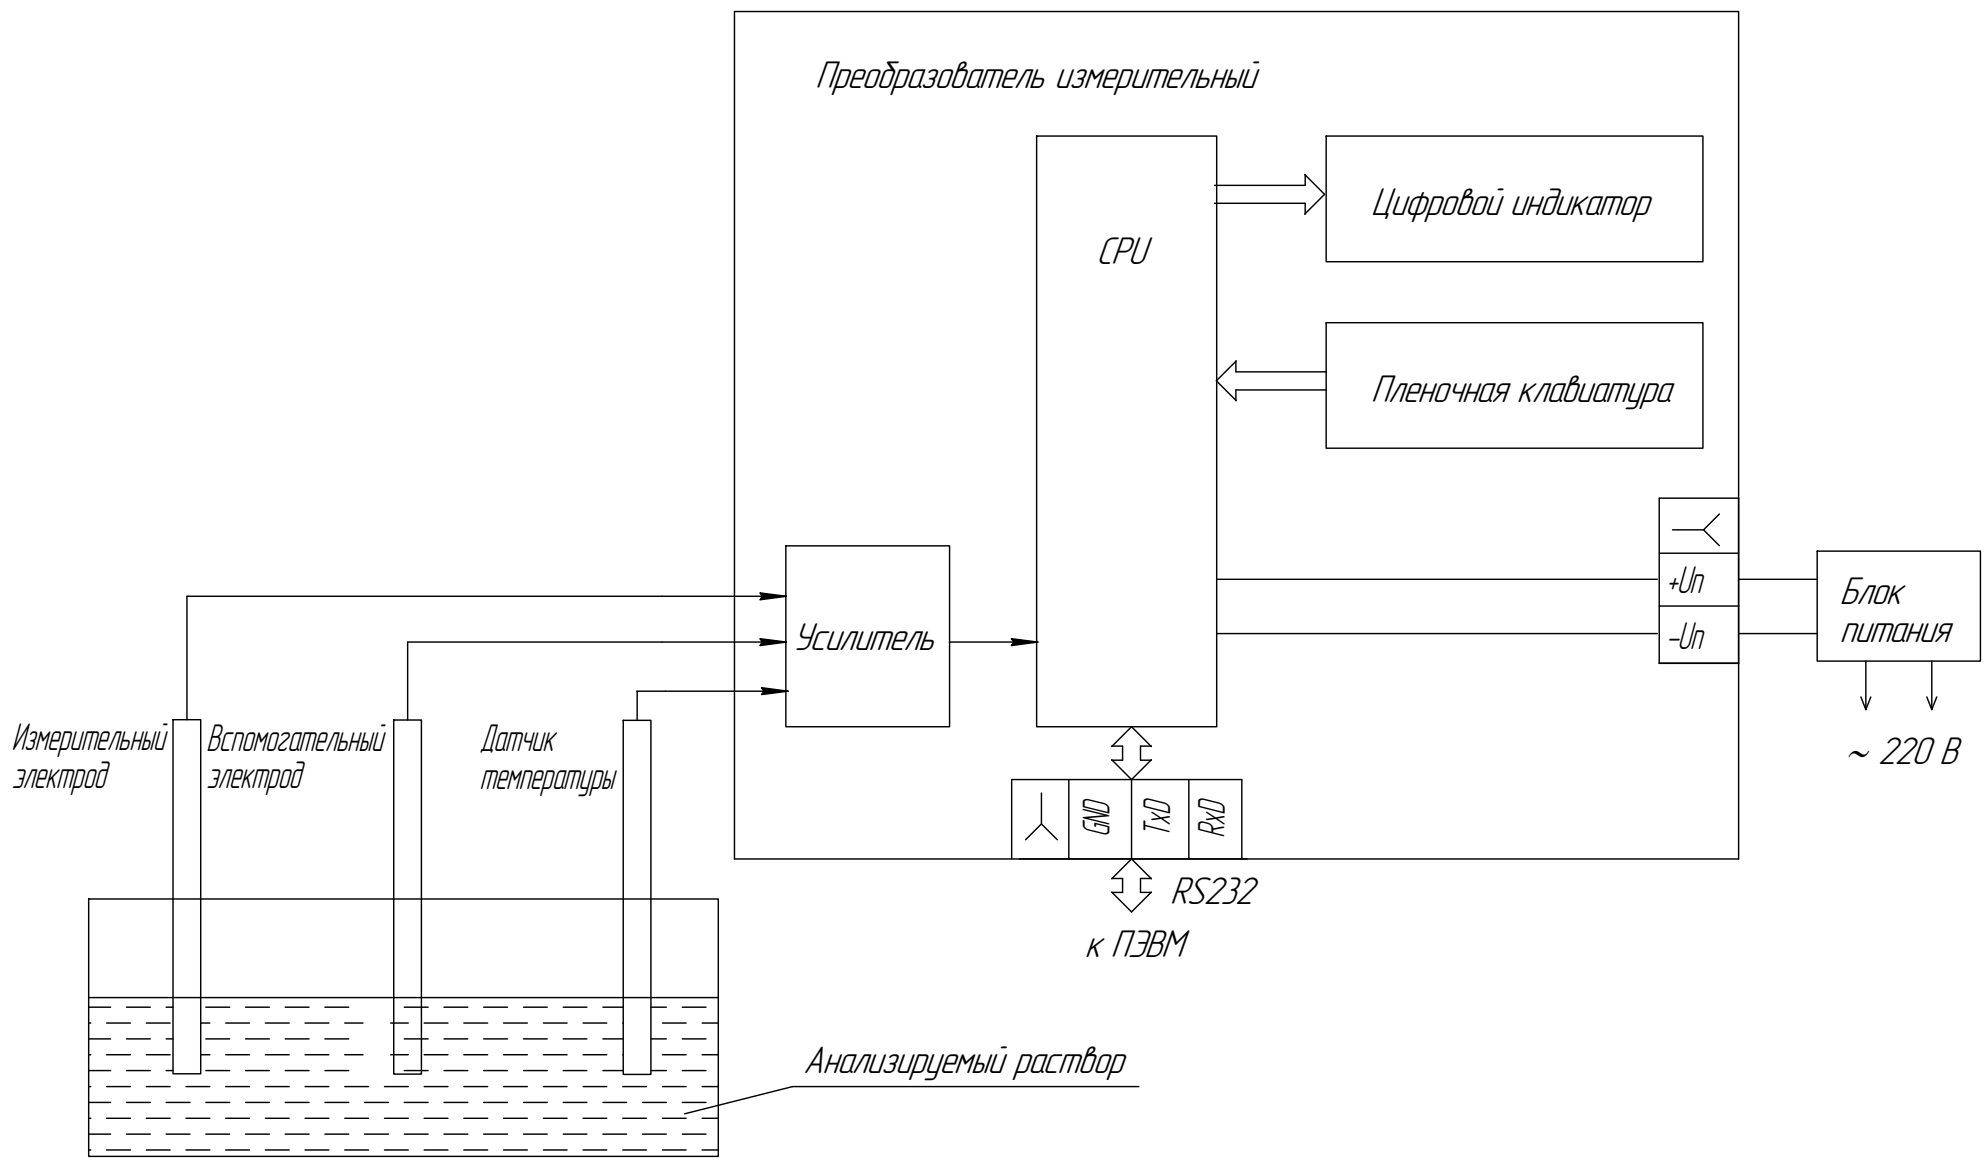 Преобразователь измерительный
CPU
Цифровой индикатор
Пленочная клавиатура
Усилитель
+Uп
-Uп
Блок
питания
~ 220 В
Измерительный
электрод
Вспомогательный
электрод
Датчик
температуры
GND
TxD
RxD
RS232
к ПЭВМ
Анализируемый раствор